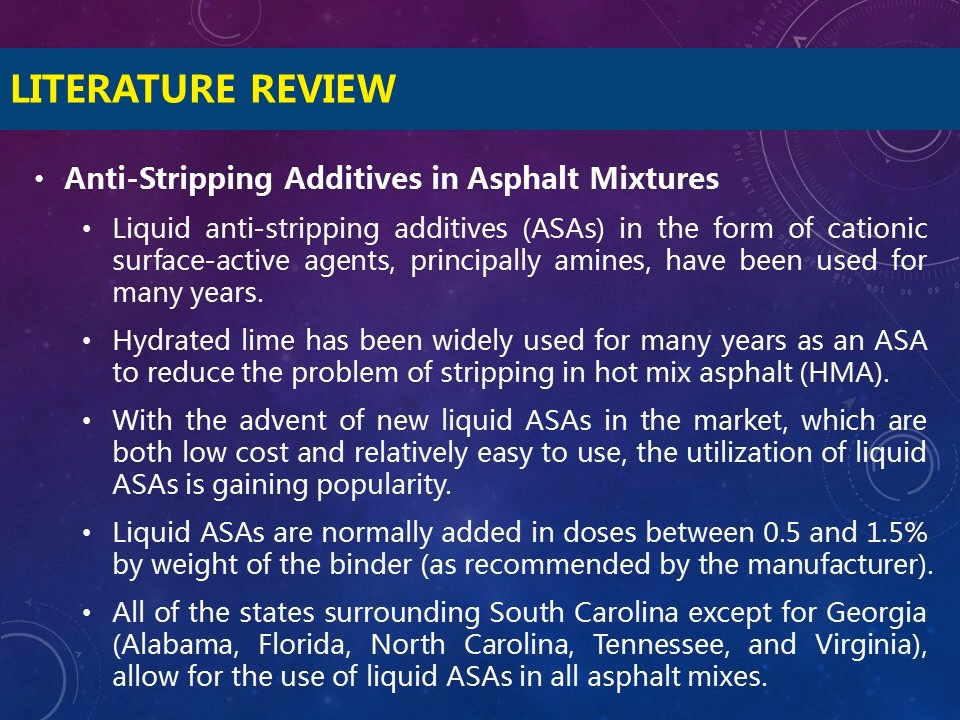 LITERATURE REVIEW
• Anti-Stripping Additives in Asphalt Mixtures
• Liquid anti-stripping additives (ASAs) in the form of cationic
surface-active agents, principally amines, have been used for
many years.
• Hydrated lime has been widely used for many years as an ASA
to reduce the problem of stripping in hot mix asphalt (HMA).
• With the advent of new liquid ASAs in the market, which are
both low cost and relatively easy to use, the utilization of liquid
ASAs is gaining popularity.
• Liquid ASAs are normally added in doses between 0.5 and 1.5%
by weight of the binder (as recommended by the manufacturer).
• All of the states surrounding South Carolina except for Georgia
(Alabama, Florida, North Carolina, Tennessee, and Virginia),
allow for the use of liquid ASAs in all asphalt mixes.